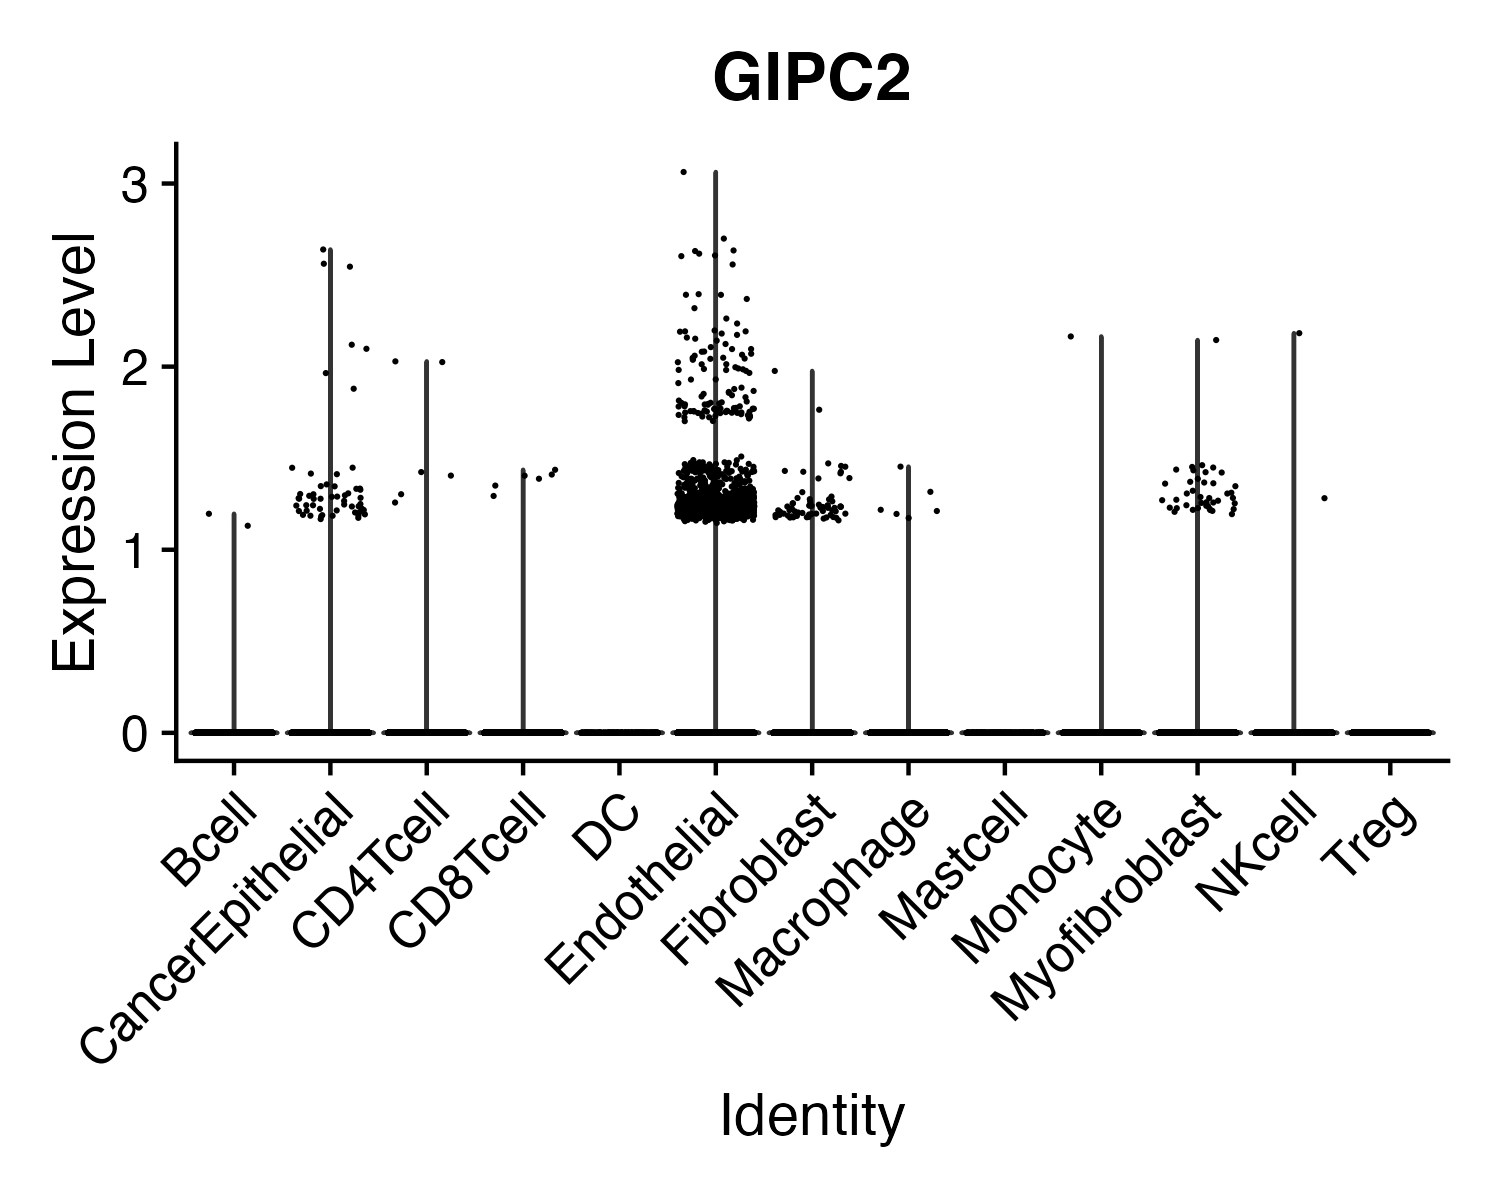 GIPC2
Expression Level
3
2
1
0
Bcell
CancerEpithelial
CD4Tcell
CD8Tcell
DC
Endothelial
Fibroblast
Macrophage
Mastcell
Monocyte
Myofibroblast
NKcell
Treg
Identity